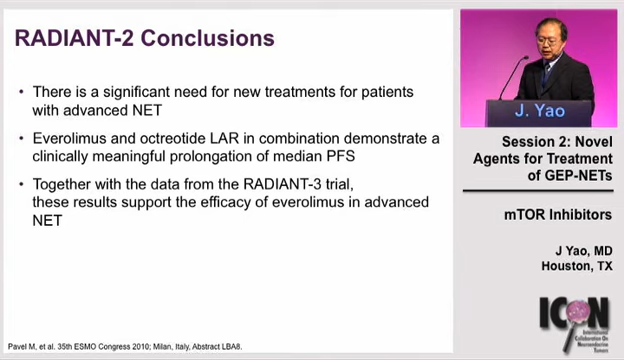 RADIANT-2 Conclusions
• There is a significant need for new treatments for patients
with advanced NET
• Everolimus and octreotide LAR in combination demonstrate a
clinically meaningful prolongation of median PFS
• Together with the data from the RADIANT-3 trial,
these results support the efficacy of everolimus in advanced
NET
Pavel M, et al. 35th ESMO Congress 2010; Milan, Italy, Abstract LBA8.
J. Yao
Session 2: Novel
Agents for Treatment
of GEP-NETs
mTOR Inhibitors
J Yao, MD
Houston, TX
ICON
International
Collaboration On
Neuroendocrine
Tumors